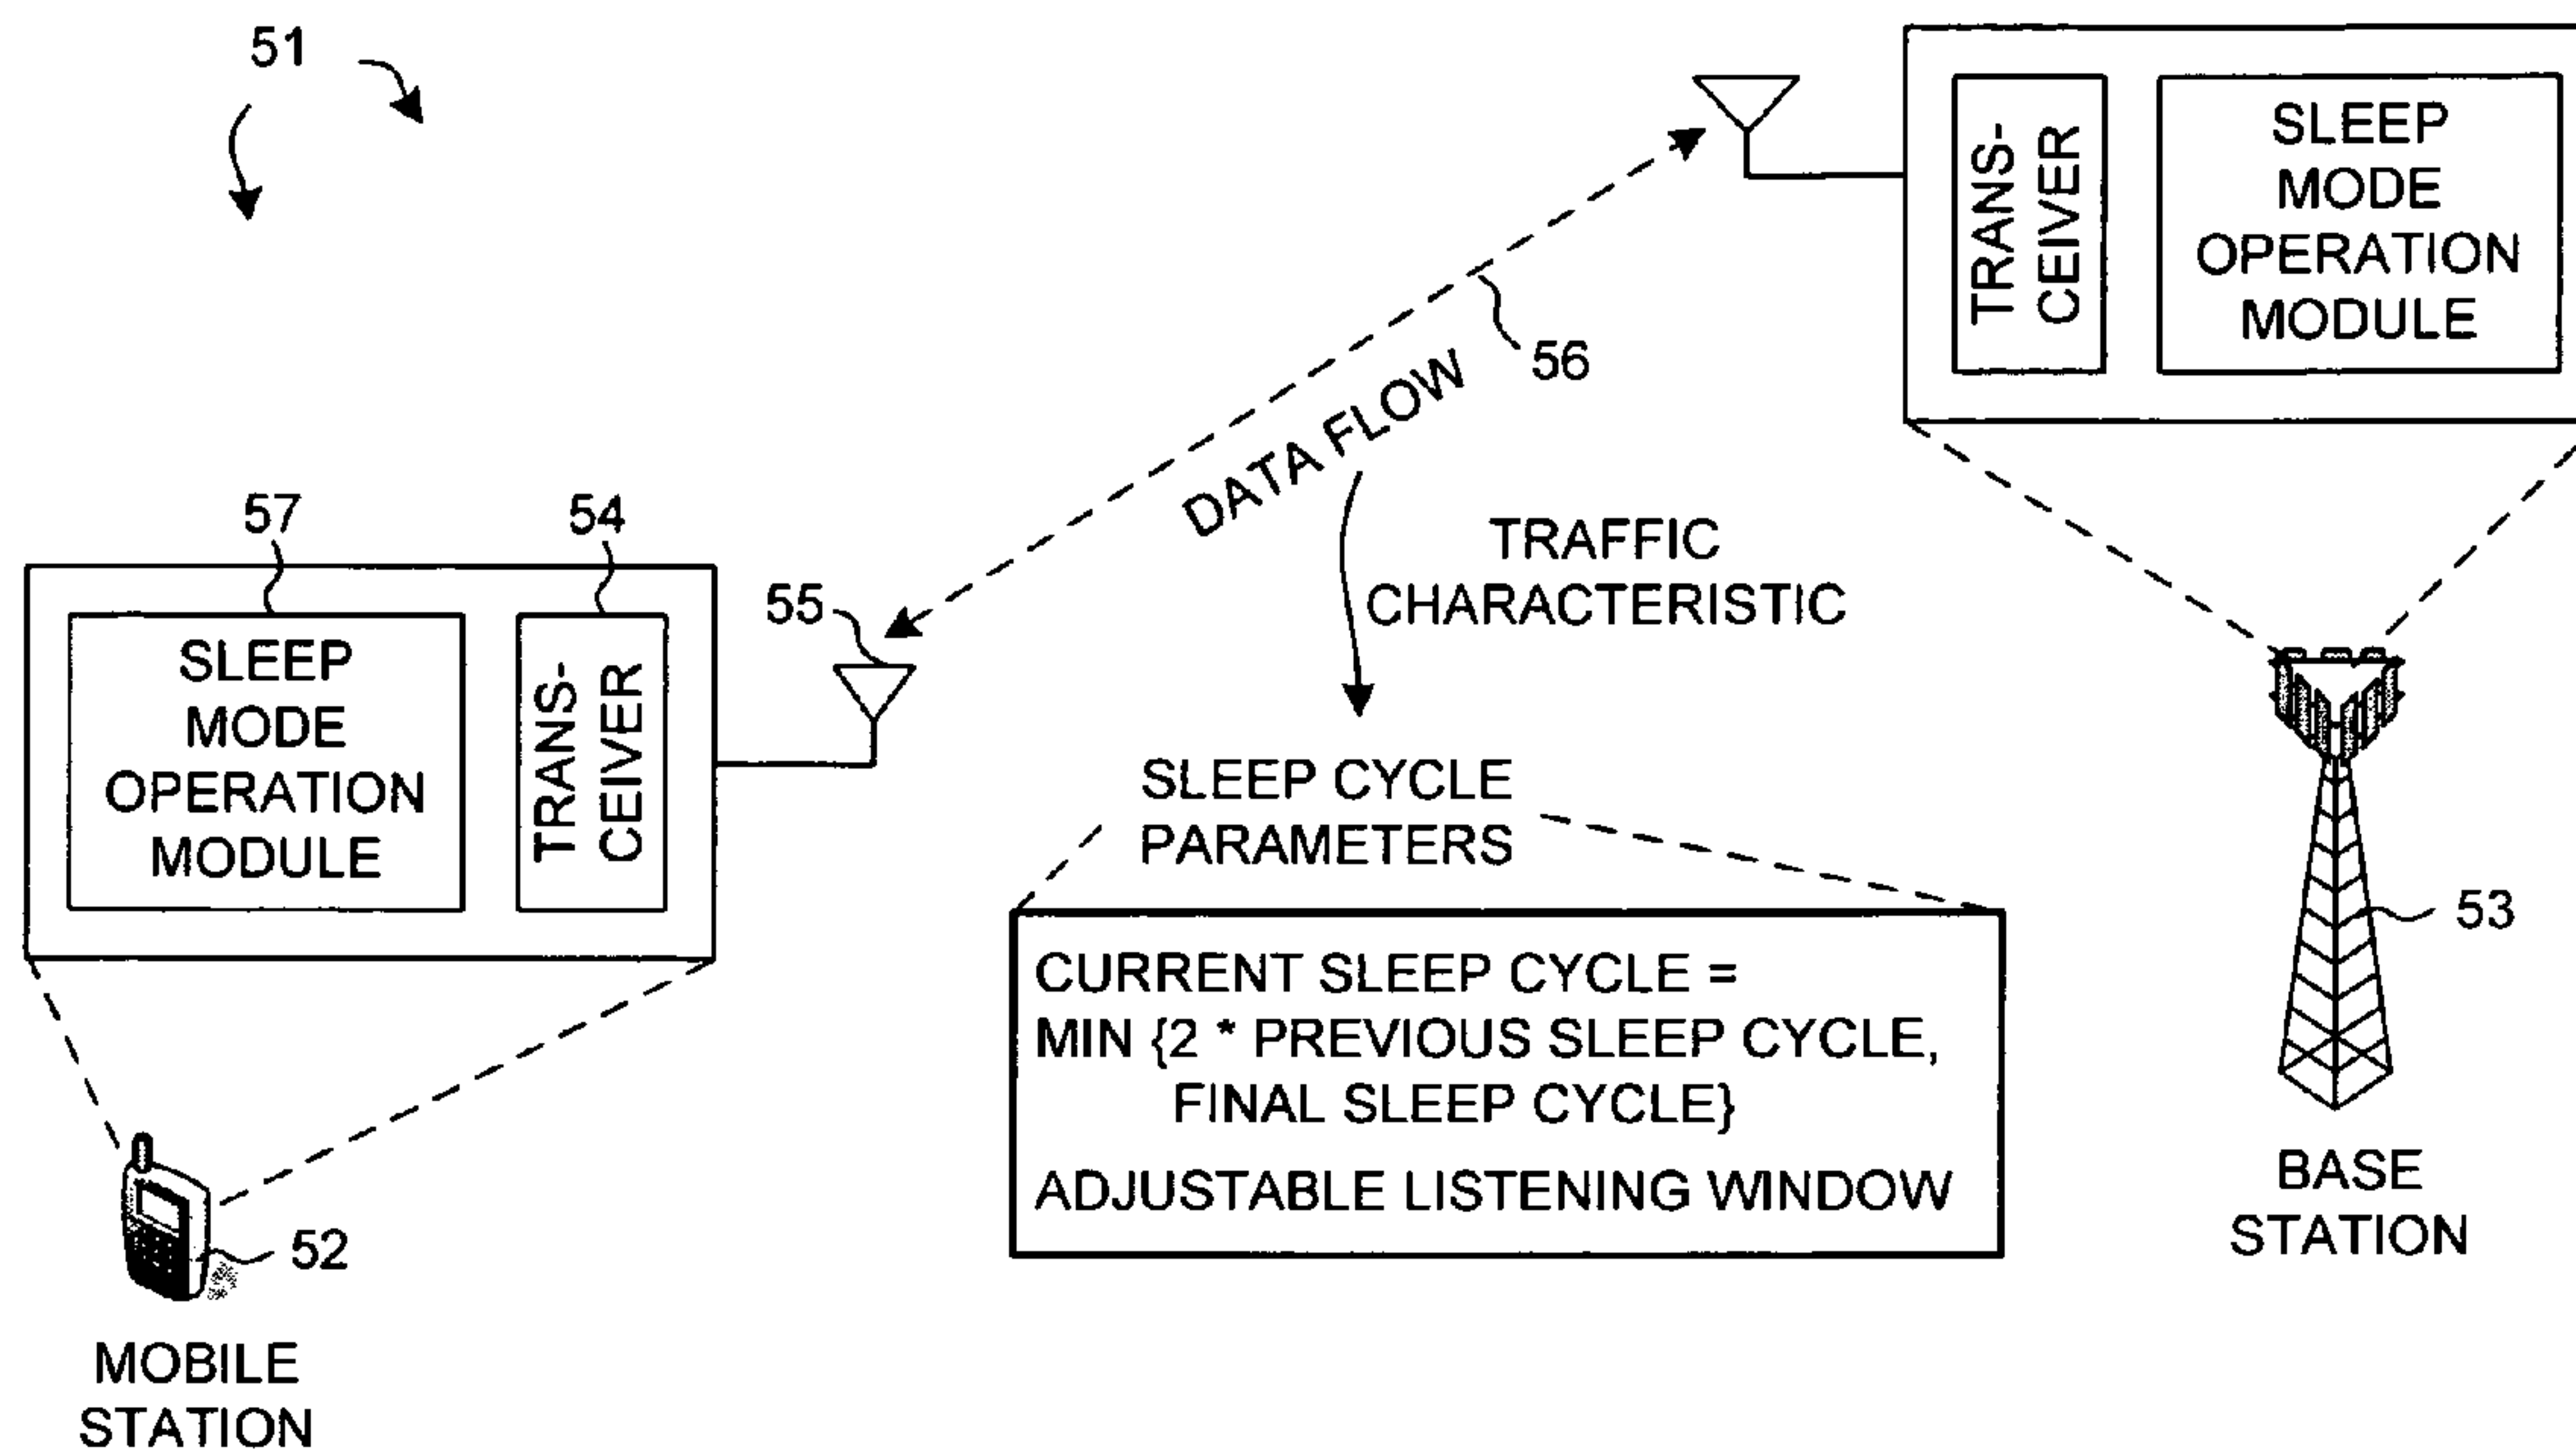 51
TRANS-
CEIVER
SLEEP
MODE
OPERATION
MODULE
56
DATA FLOW
TRAFFIC
CHARACTERISTIC
57
54
55
SLEEP
MODE
OPERATION
MODULE
TRANS-
CEIVER
SLEEP CYCLE
PARAMETERS
CURRENT SLEEP CYCLE =
MIN {2 * PREVIOUS SLEEP CYCLE,
FINAL SLEEP CYCLE}
ADJUSTABLE LISTENING WINDOW
53
BASE
STATION
52
MOBILE
STATION